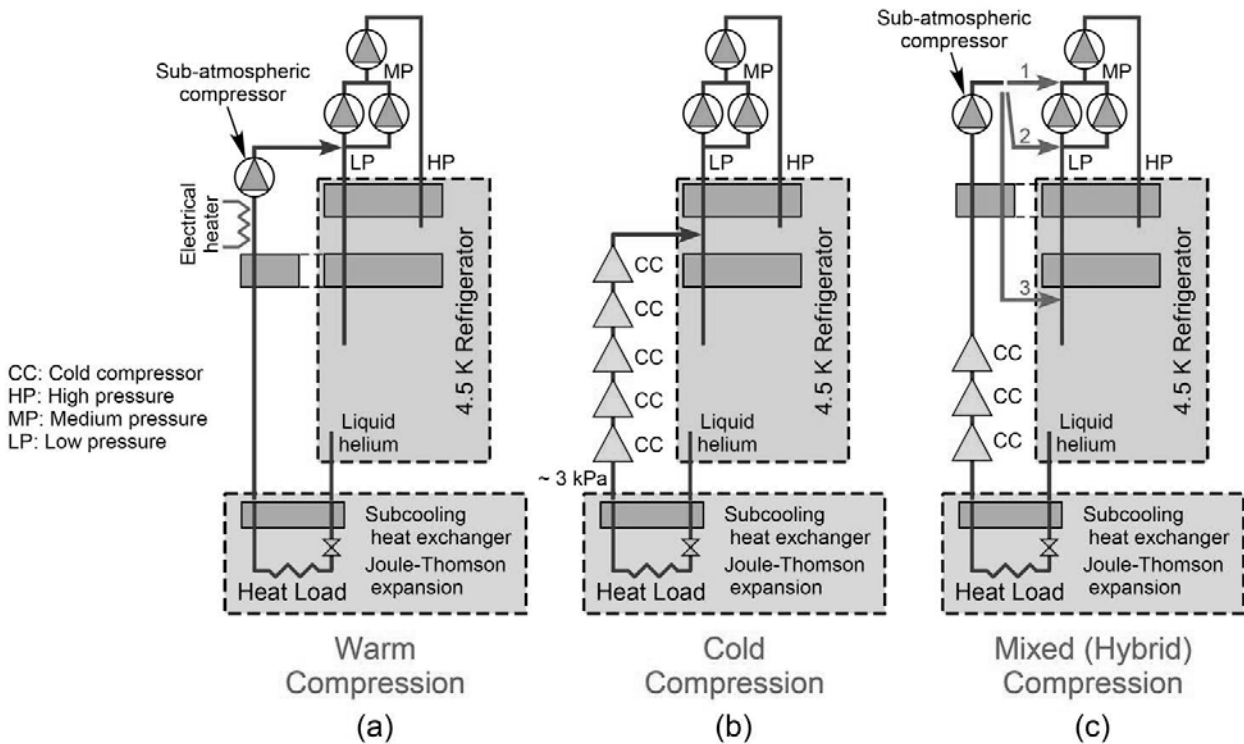 Sub-atmospheric
compressor
MP
LP
HP
Electrical
heater
4.5 K Refrigerator
CC: Cold compressor
HP: High pressure
MP: Medium pressure
LP: Low pressure
Liquid
helium
Subcooling
heat exchanger
Joule-Thomson
expansion
Heat Load
Warm
Compression
(a)
MP
LP
HP
CC
CC
CC
CC
CC
4.5 K Refrigerator
Liquid
helium
~ 3 kPa
Subcooling
heat exchanger
Joule-Thomson
expansion
Heat Load
Cold
Compression
(b)
Sub-atmospheric
compressor
1
MP
2
LP
HP
3
CC
CC
CC
4.5 K Refrigerator
Liquid
helium
Subcooling
heat exchanger
Joule-Thomson
expansion
Heat Load
Mixed (Hybrid)
Compression
(c)